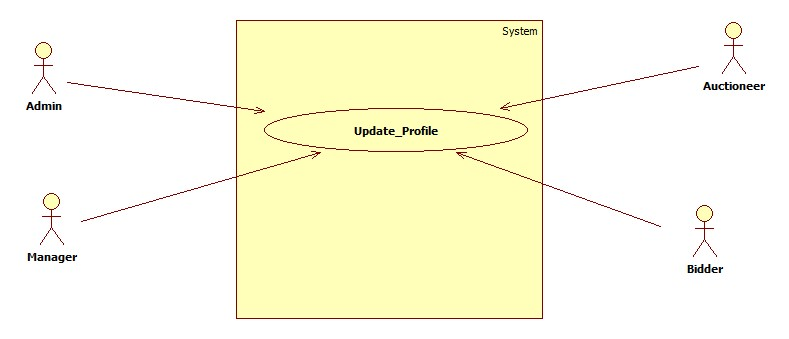 System
Admin
Auctioneer
Update_Profile
Manager
Bidder